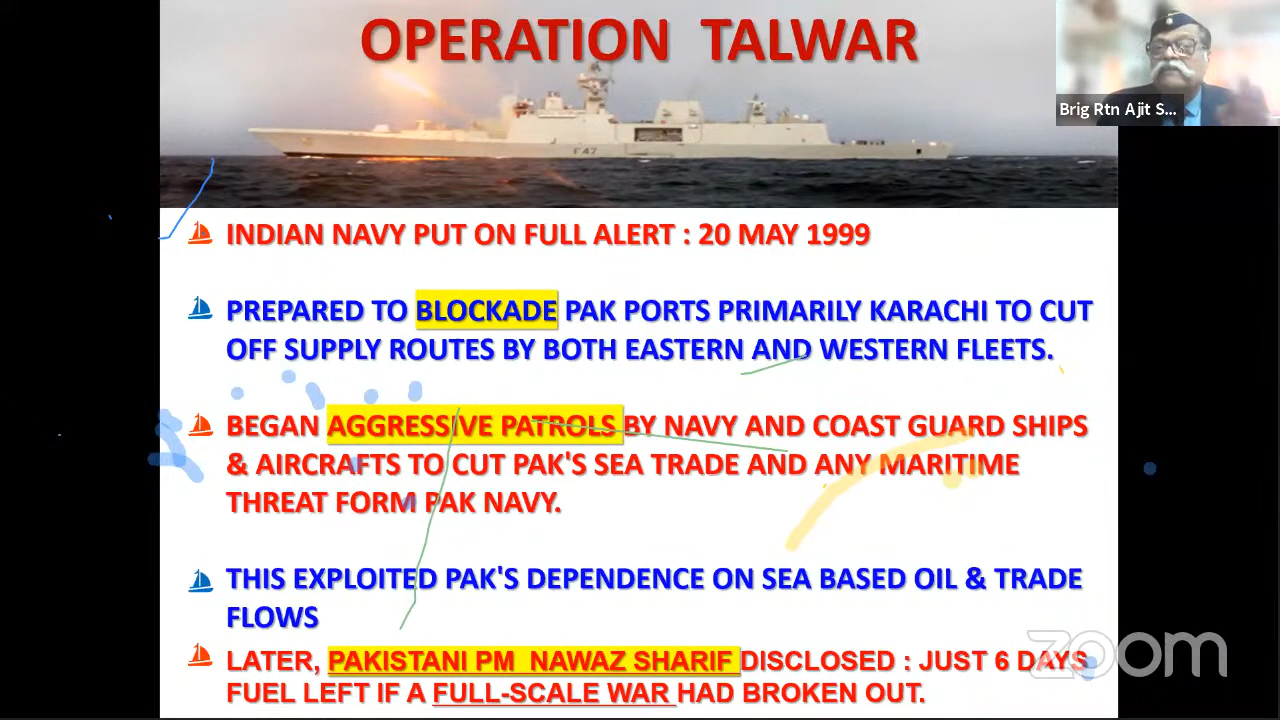 OPERATION TALWAR
Brig Rtn Ajit S...
F47
INDIAN NAVY PUT ON FULL ALERT : 20 MAY 1999
PREPARED TO BLOCKADE PAK PORTS PRIMARILY KARACHI TO CUT
OFF SUPPLY ROUTES BY BOTH EASTERN AND WESTERN FLEETS.
BEGAN AGGRESSIVE PATROLS BY NAVY AND COAST GUARD SHIPS
& AIRCRAFTS TO CUT PAK'S SEA TRADE AND ANY MARITIME
THREAT FORM PAK NAVY.
THIS EXPLOITED PAK'S DEPENDENCE ON SEA BASED OIL & TRADE
FLOWS
LATER, PAKISTANI PM NAWAZ SHARIF DISCLOSED : JUST 6 DAYS
FUEL LEFT IF A FULL-SCALE WAR HAD BROKEN OUT.
zoom